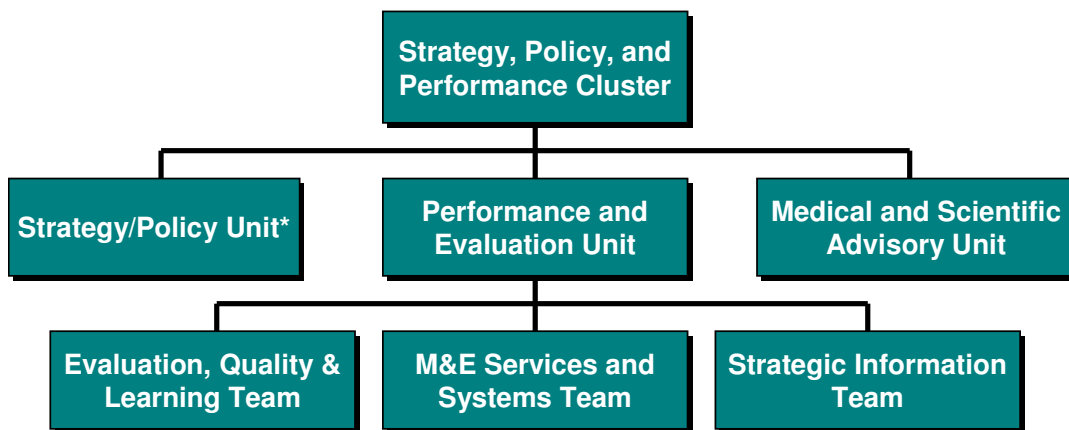 Strategy, Policy, and
Performance Cluster
Strategy/Policy Unit*
Performance and
Evaluation Unit
Medical and Scientific
Advisory Unit
Evaluation, Quality &
Learning Team
M&E Services and
Systems Team
Strategic Information
Team